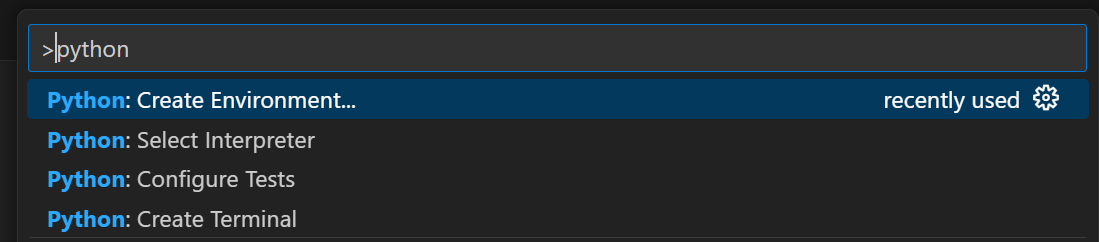 >python
Python: Create Environment... recently used
Python: Select Interpreter
Python: Configure Tests
Python: Create Terminal